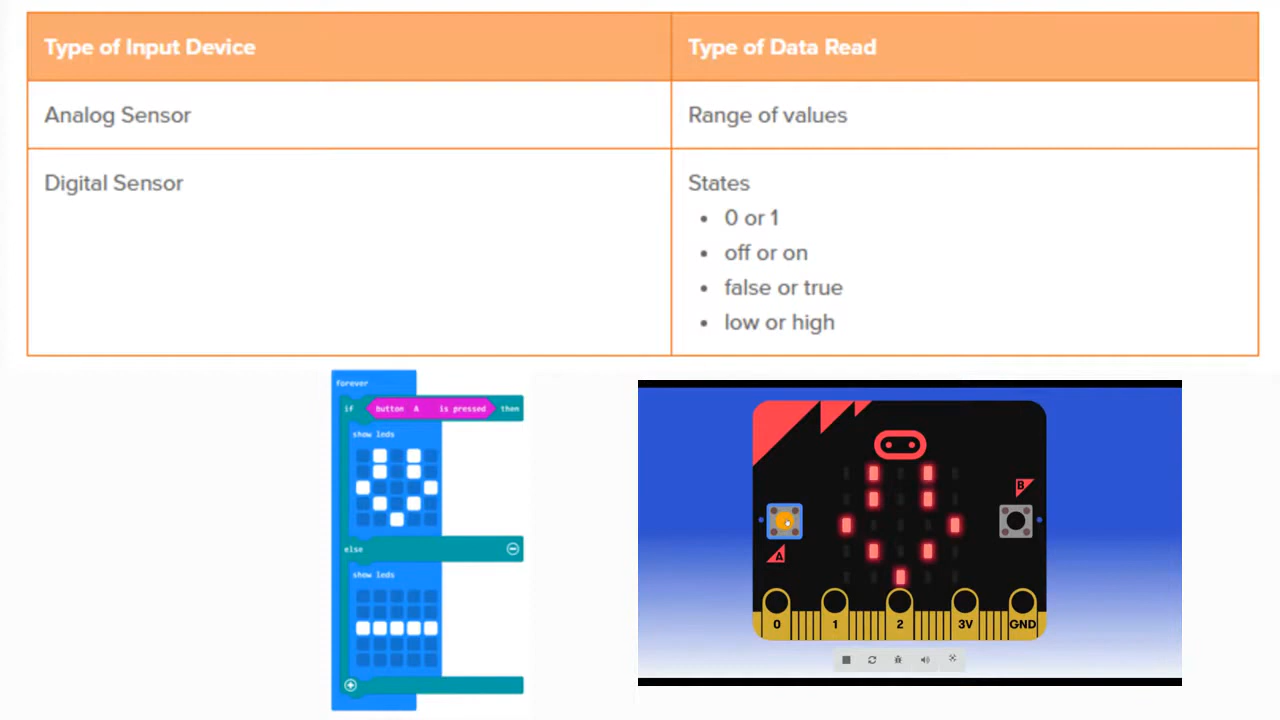 Type of Input Device
Type of Data Read
Analog Sensor
Range of values
Digital Sensor
States
• 0 or 1
• off or on
• false or true
• low or high
forever
if button A is pressed then
show leds
else
show leds
A
B
0 1 2 3V GND